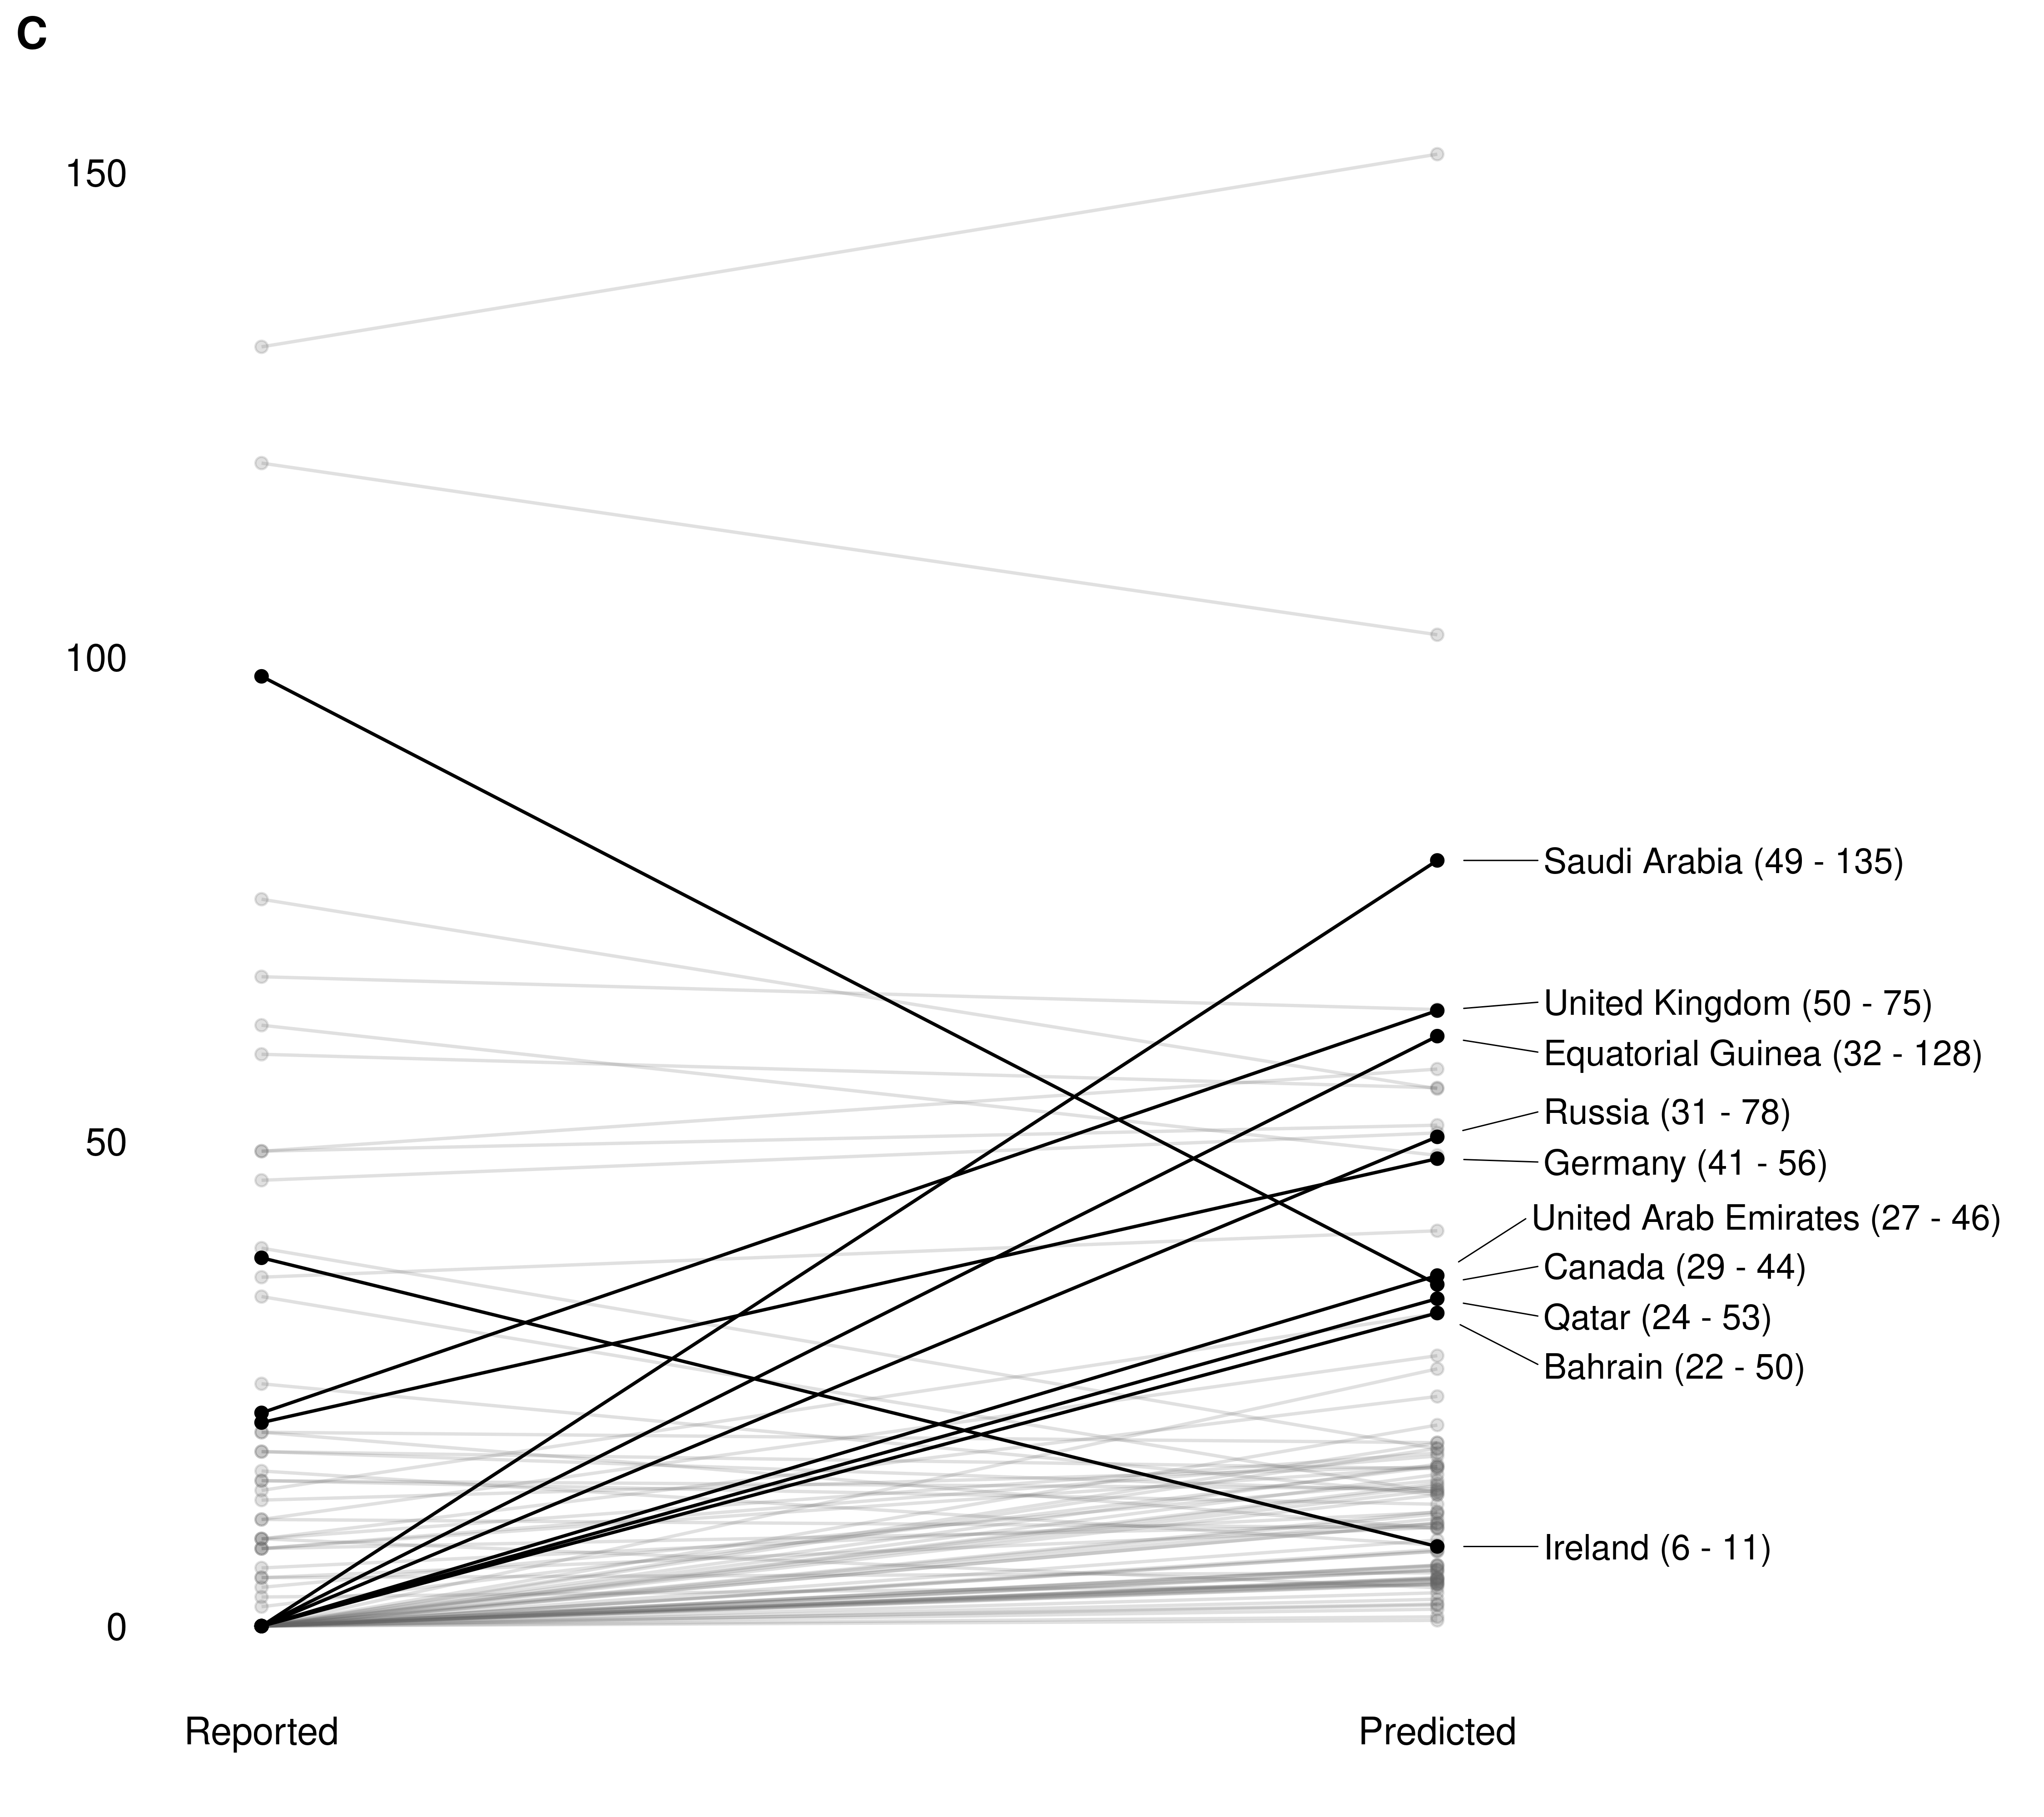 C
150
100
50
0
Saudi Arabia (49 - 135)
United Kingdom (50 - 75)
Equatorial Guinea (32 - 128)
Russia (31 - 78)
Germany (41 - 56)
United Arab Emirates (27 - 46)
Canada (29 - 44)
Qatar (24 - 53)
Bahrain (22 - 50)
Ireland (6 - 11)
Reported
Predicted